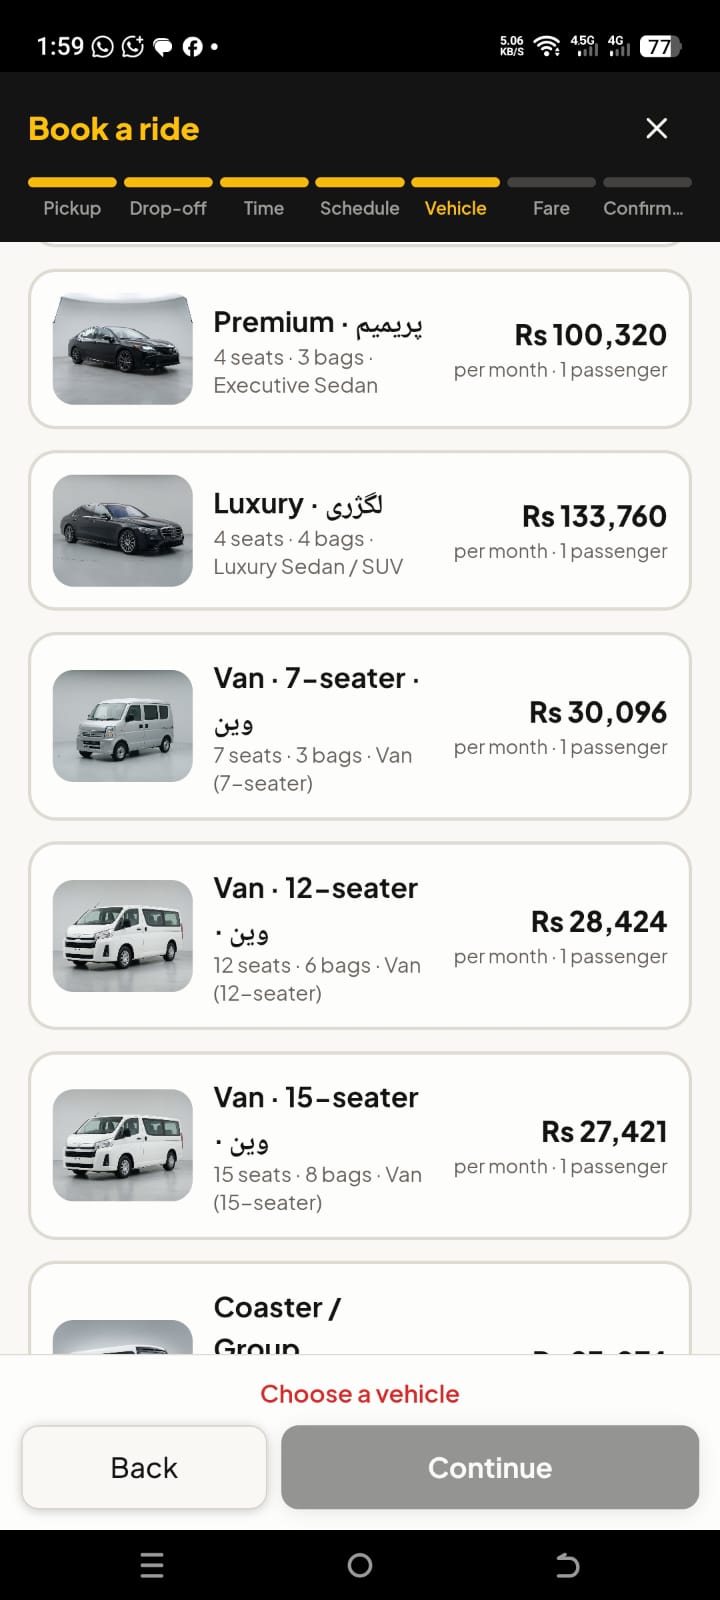 1:59
5.06 KB/S 4.5G 4G 77
Book a ride
Pickup Drop-off Time Schedule Vehicle Fare Confirm...
Premium · پریمیم
4 seats · 3 bags ·
Executive Sedan
Rs 100,320
per month · 1 passenger
Luxury · لگژری
4 seats · 4 bags ·
Luxury Sedan / SUV
Rs 133,760
per month · 1 passenger
Van · 7-seater ·
وین
7 seats · 3 bags · Van
(7-seater)
Rs 30,096
per month · 1 passenger
Van · 12-seater
· وین
12 seats · 6 bags · Van
(12-seater)
Rs 28,424
per month · 1 passenger
Van · 15-seater
· وین
15 seats · 8 bags · Van
(15-seater)
Rs 27,421
per month · 1 passenger
Coaster /
Group
Choose a vehicle
Back
Continue